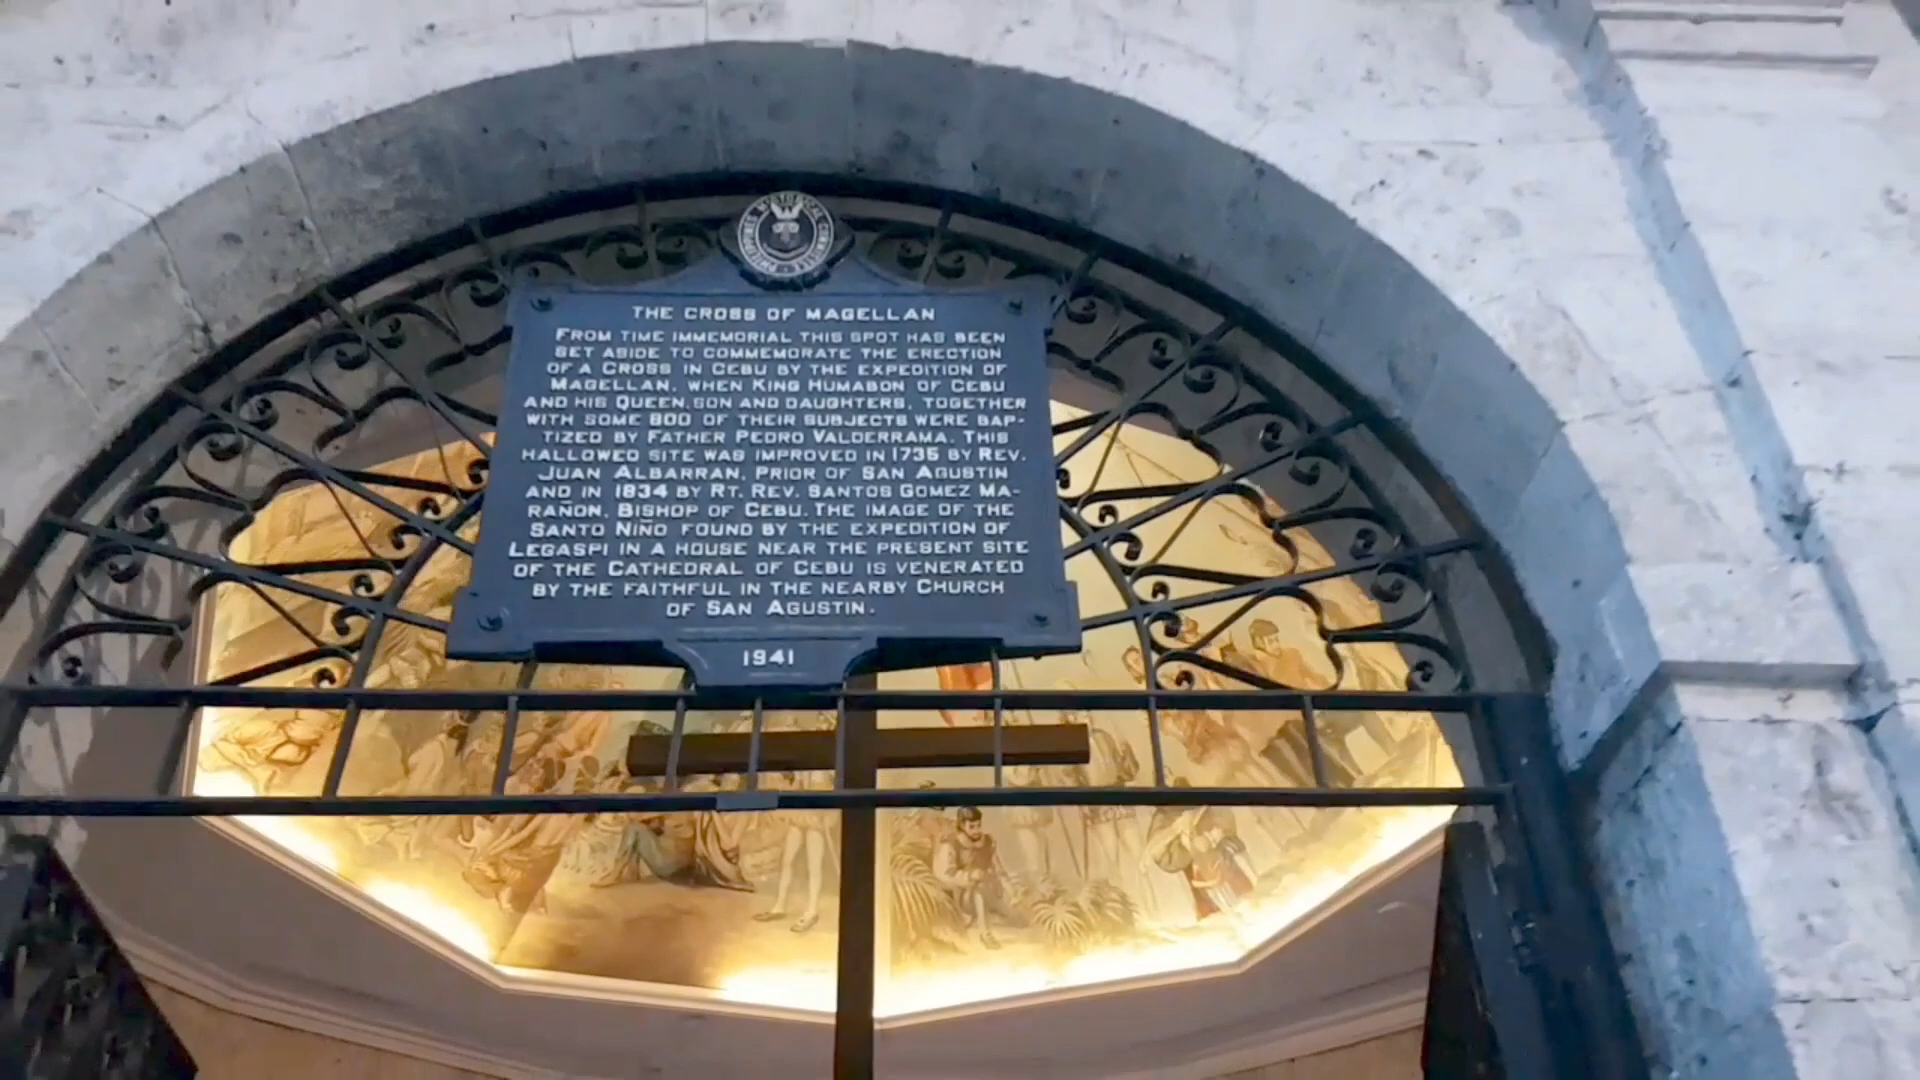 PHILIPPINES HISTORICAL COMMITTEE
THE CROSS OF MAGELLAN
FROM TIME IMMEMORIAL THIS SPOT HAS BEEN
SET ASIDE TO COMMEMORATE THE ERECTION
OF A CROSS IN CEBU BY THE EXPEDITION OF
MAGELLAN, WHEN KING HUMABON OF CEBU
AND HIS QUEEN, SON AND DAUGHTERS, TOGETHER
WITH SOME 800 OF THEIR SUBJECTS WERE BAP-
TIZED BY FATHER PEDRO VALDERRAMA. THIS
HALLOWED SITE WAS IMPROVED IN 1735 BY REV.
JUAN ALBARRAN, PRIOR OF SAN AGUSTIN
AND IN 1834 BY RT. REV. SANTOS GOMEZ MA-
RAÑON, BISHOP OF CEBU. THE IMAGE OF THE
SANTO NIÑO FOUND BY THE EXPEDITION OF
LEGASPI IN A HOUSE NEAR THE PRESENT SITE
OF THE CATHEDRAL OF CEBU IS VENERATED
BY THE FAITHFUL IN THE NEARBY CHURCH
OF SAN AGUSTIN.
1941